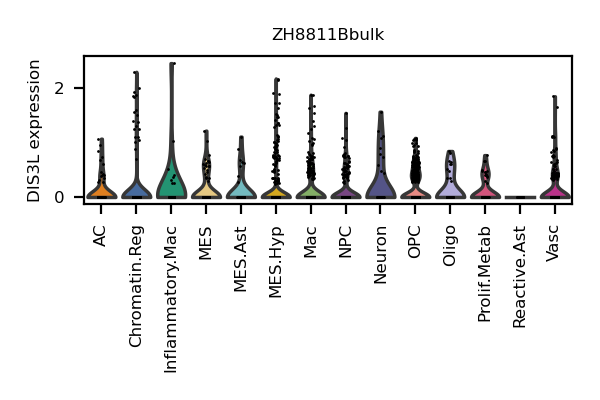 ZH8811Bbulk
DIS3L expression
2
0
AC
Chromatin.Reg
Inflammatory.Mac
MES
MES.Ast
MES.Hyp
Mac
NPC
Neuron
OPC
Oligo
Prolif.Metab
Reactive.Ast
Vasc